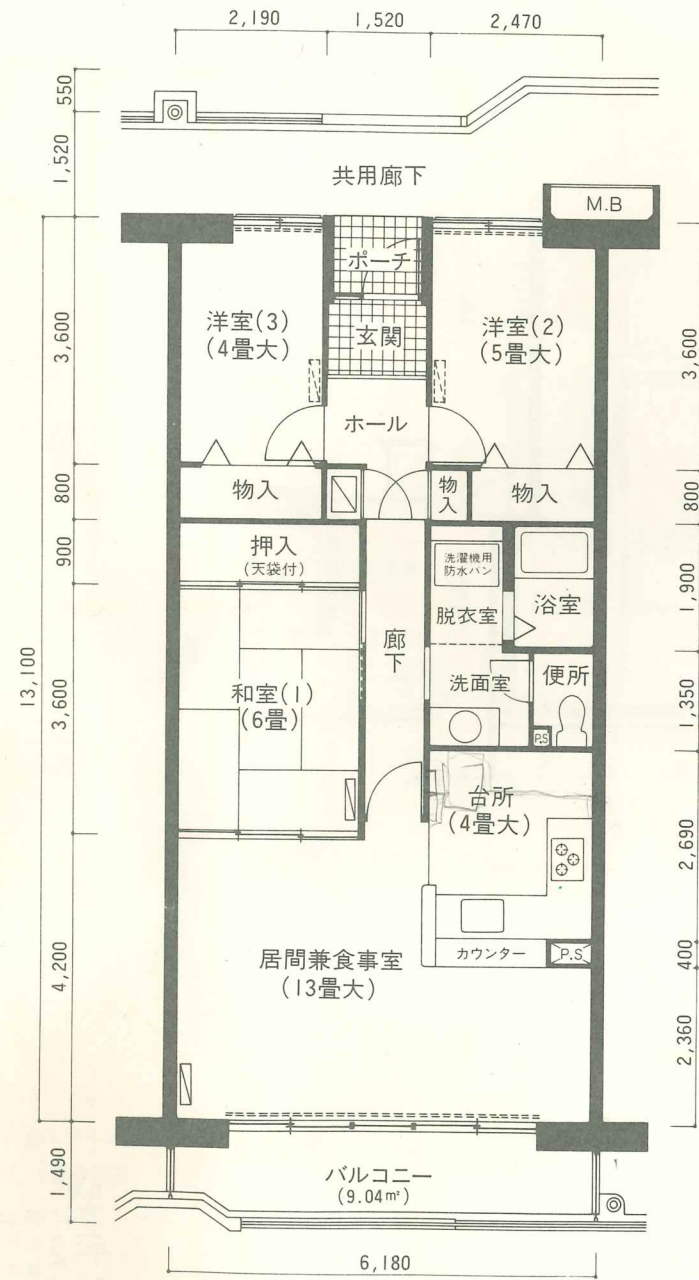 2,190
1,520
2,470
550
1,520
共用廊下
M.B
ポーチ
3,600
洋室(3)
(4畳大)
玄関
洋室(2)
(5畳大)
3,600
ホール
800
物入
物入
物入
800
900
押入
(天袋付)
洗濯機用
防水パン
脱衣室
浴室
1,900
13,100
3,600
廊下
和室(1)
(6畳)
洗面室
便所
1,350
P.S
台所
(4畳大)
2,690
4,200
居間兼食事室
(13畳大)
カウンター
P.S
400
2,360
1,490
バルコニー
(9.04㎡)
6,180